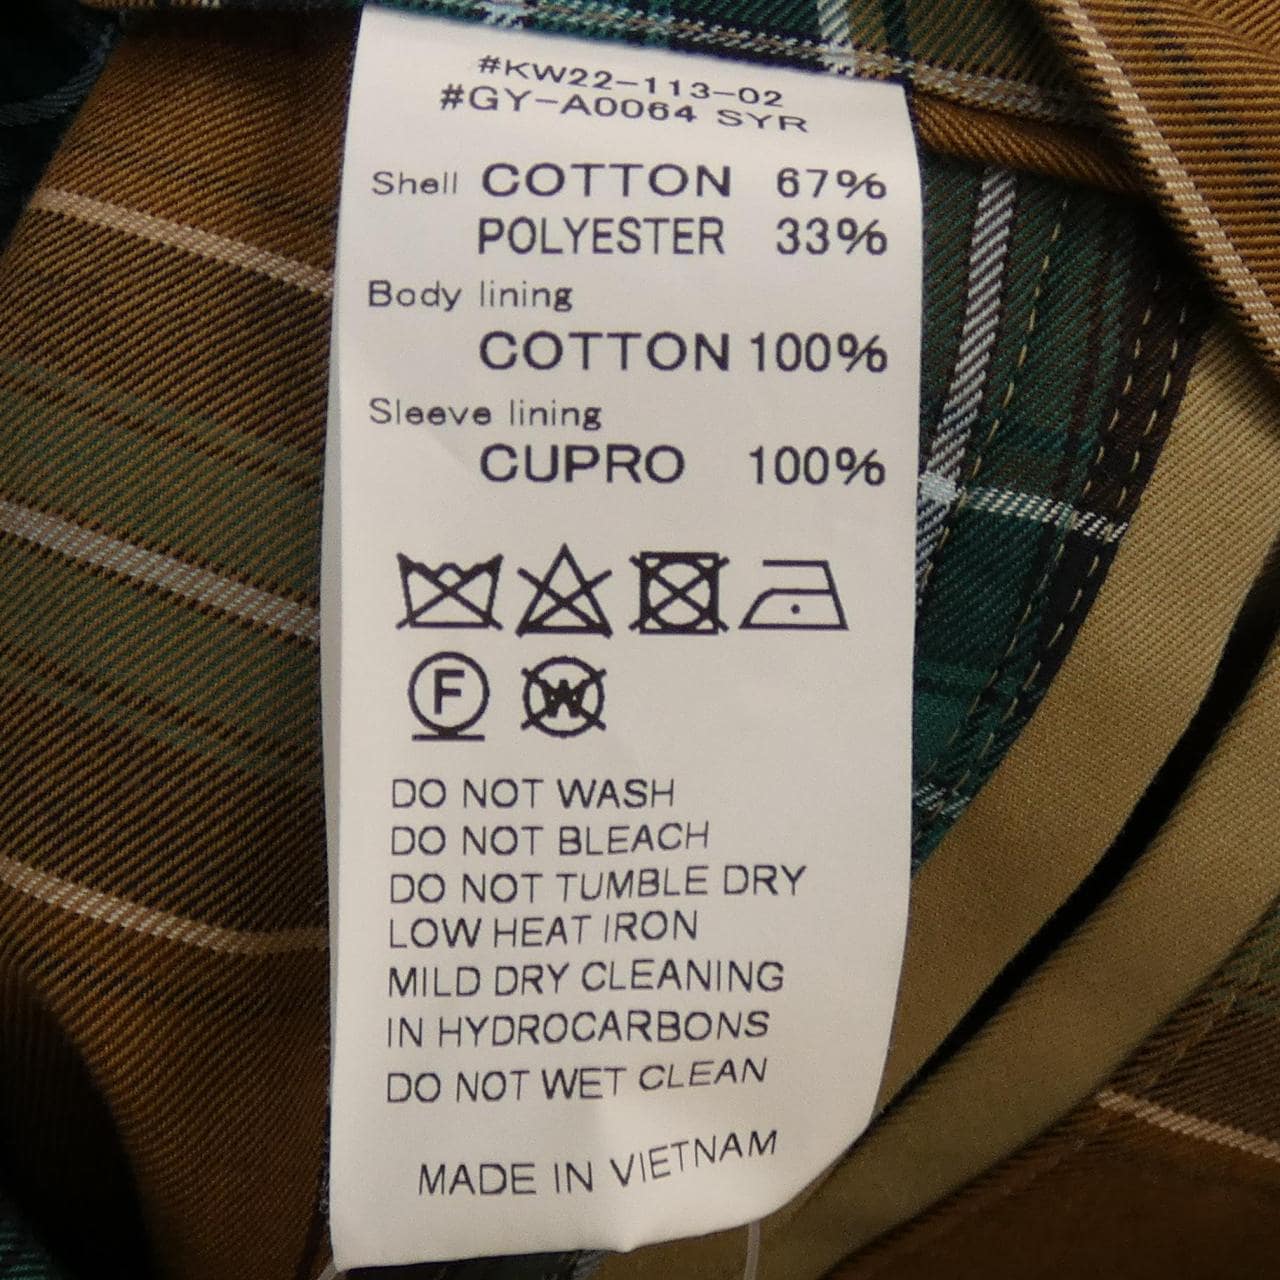 #KW22-113-02
#GY-A0064 SYR
Shell COTTON 67%
POLYESTER 33%
Body lining
COTTON 100%
Sleeve lining
CUPRO 100%
F W
DO NOT WASH
DO NOT BLEACH
DO NOT TUMBLE DRY
LOW HEAT IRON
MILD DRY CLEANING
IN HYDROCARBONS
DO NOT WET CLEAN
MADE IN VIETNAM